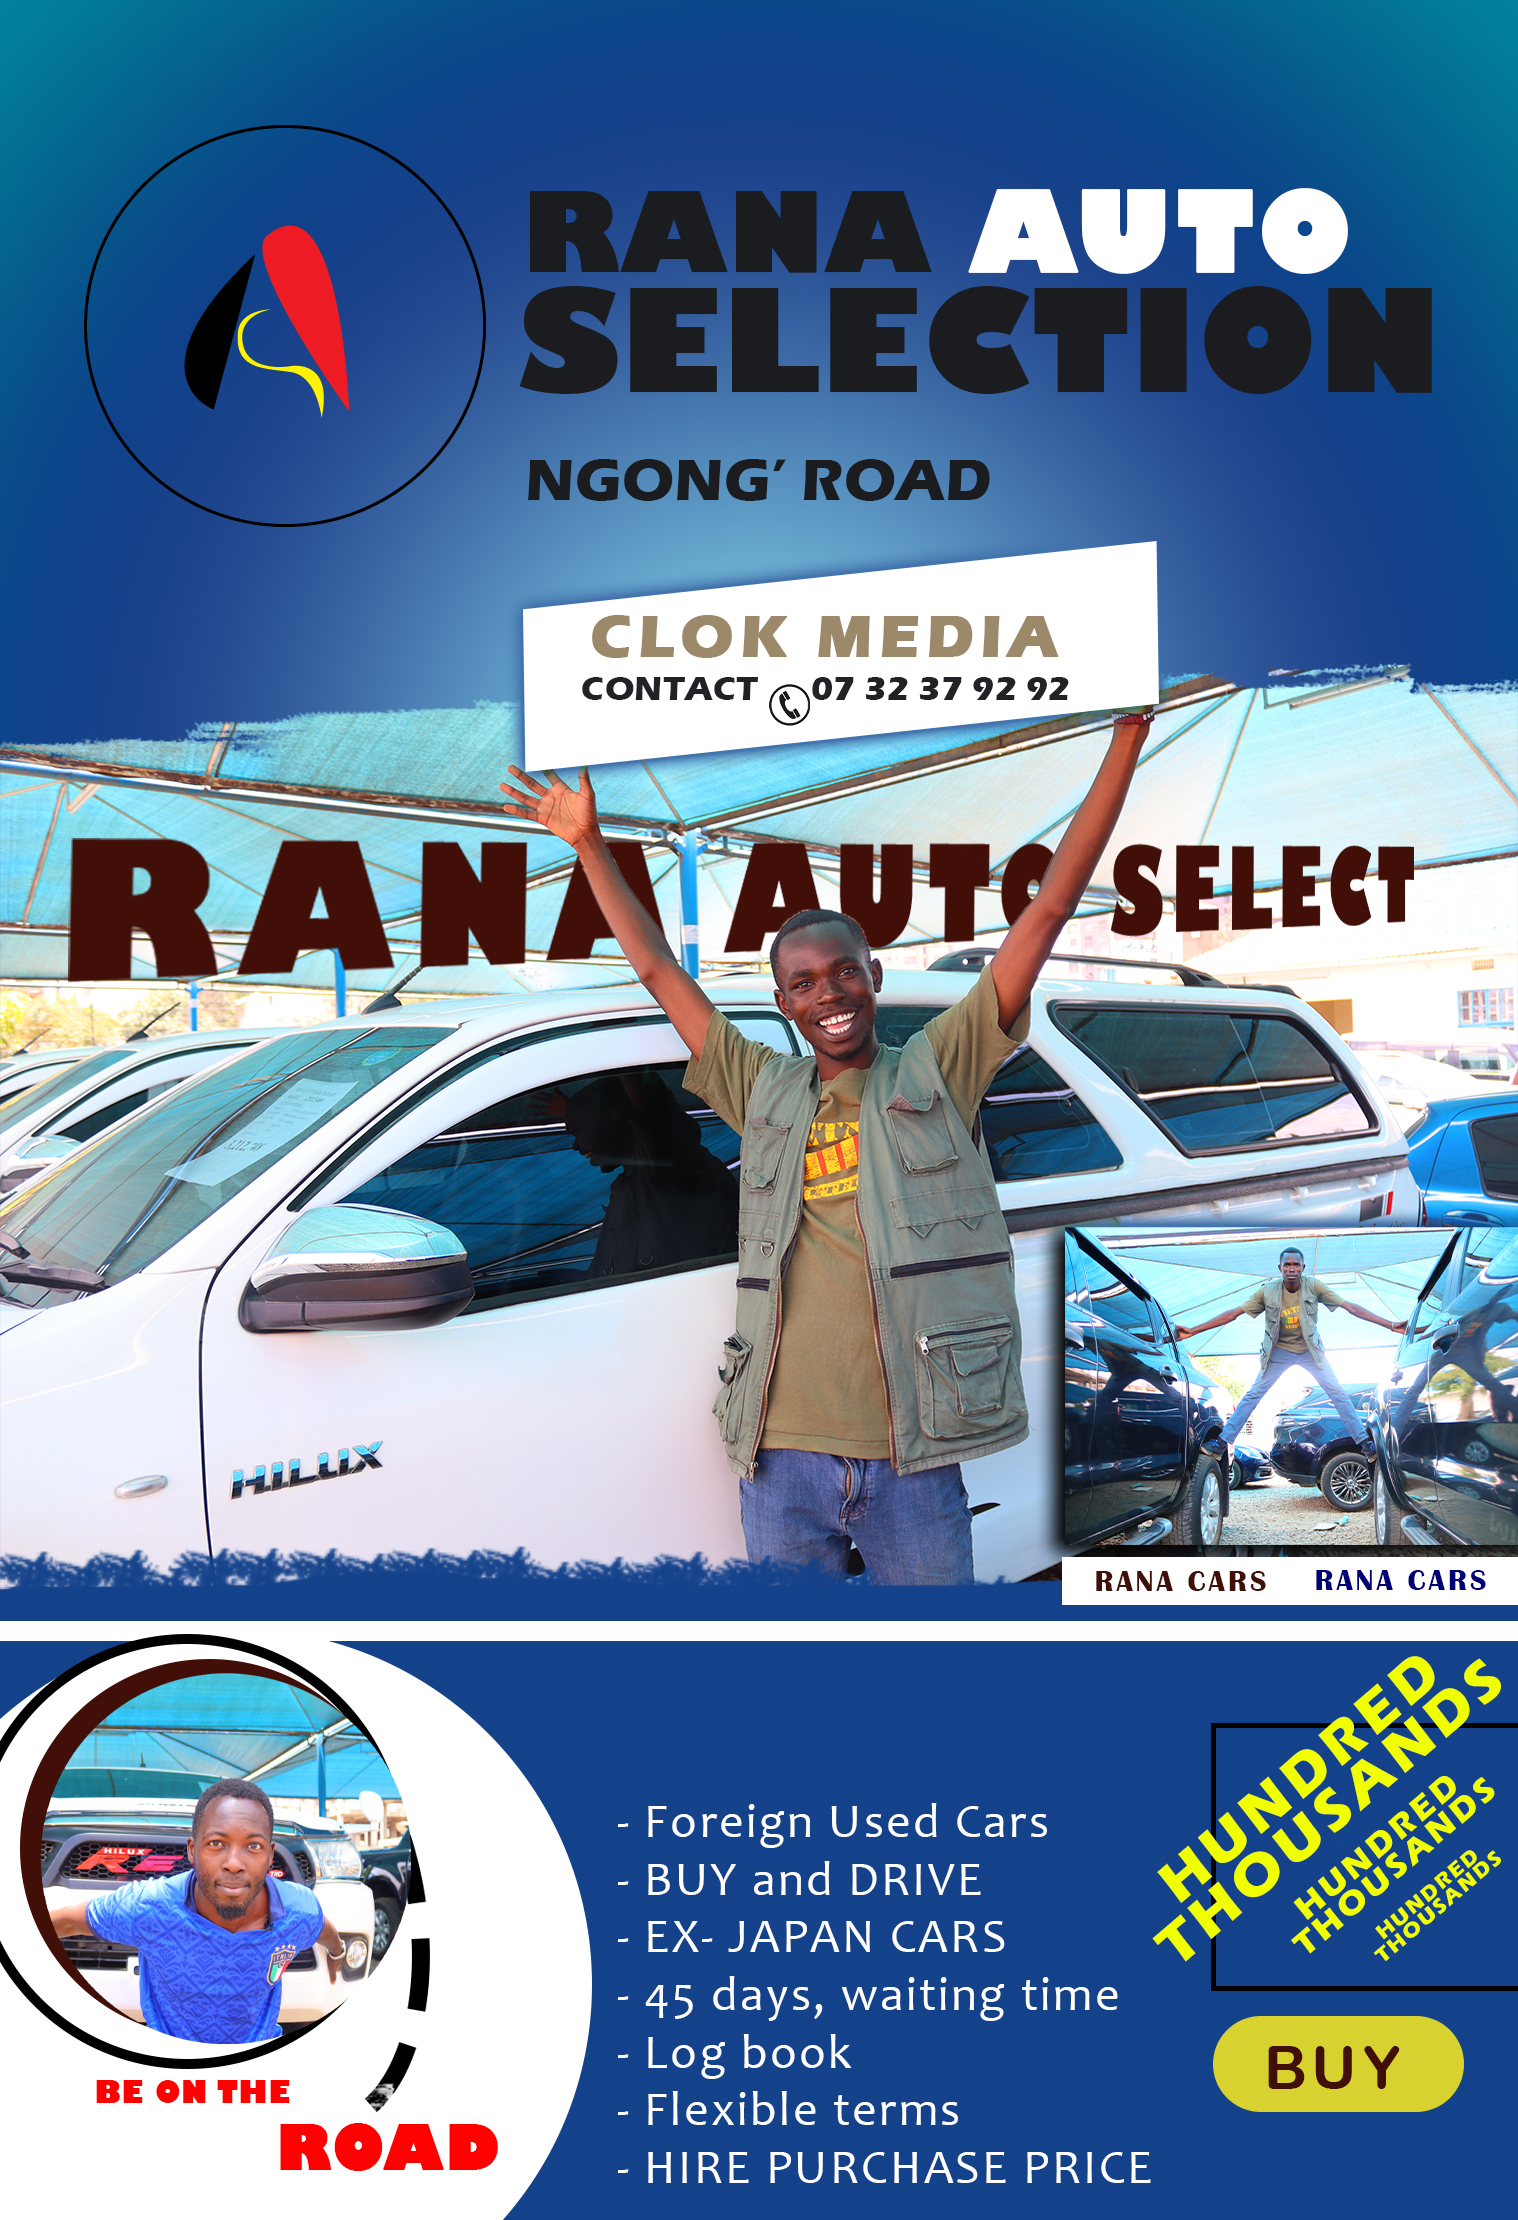 RANA AUTO
SELECTION
NGONG’ ROAD
CLOK MEDIA
CONTACT 07 32 37 92 92
RANA AUTO SELECT
HILUX
RANA CARS RANA CARS
HILUX
ITALIA
BE ON THE
ROAD
- Foreign Used Cars
- BUY and DRIVE
- EX- JAPAN CARS
- 45 days, waiting time
- Log book
- Flexible terms
- HIRE PURCHASE PRICE
HUNDRED
THOUSANDS
HUNDRED
THOUSANDS
HUNDRED
THOUSANDS
BUY